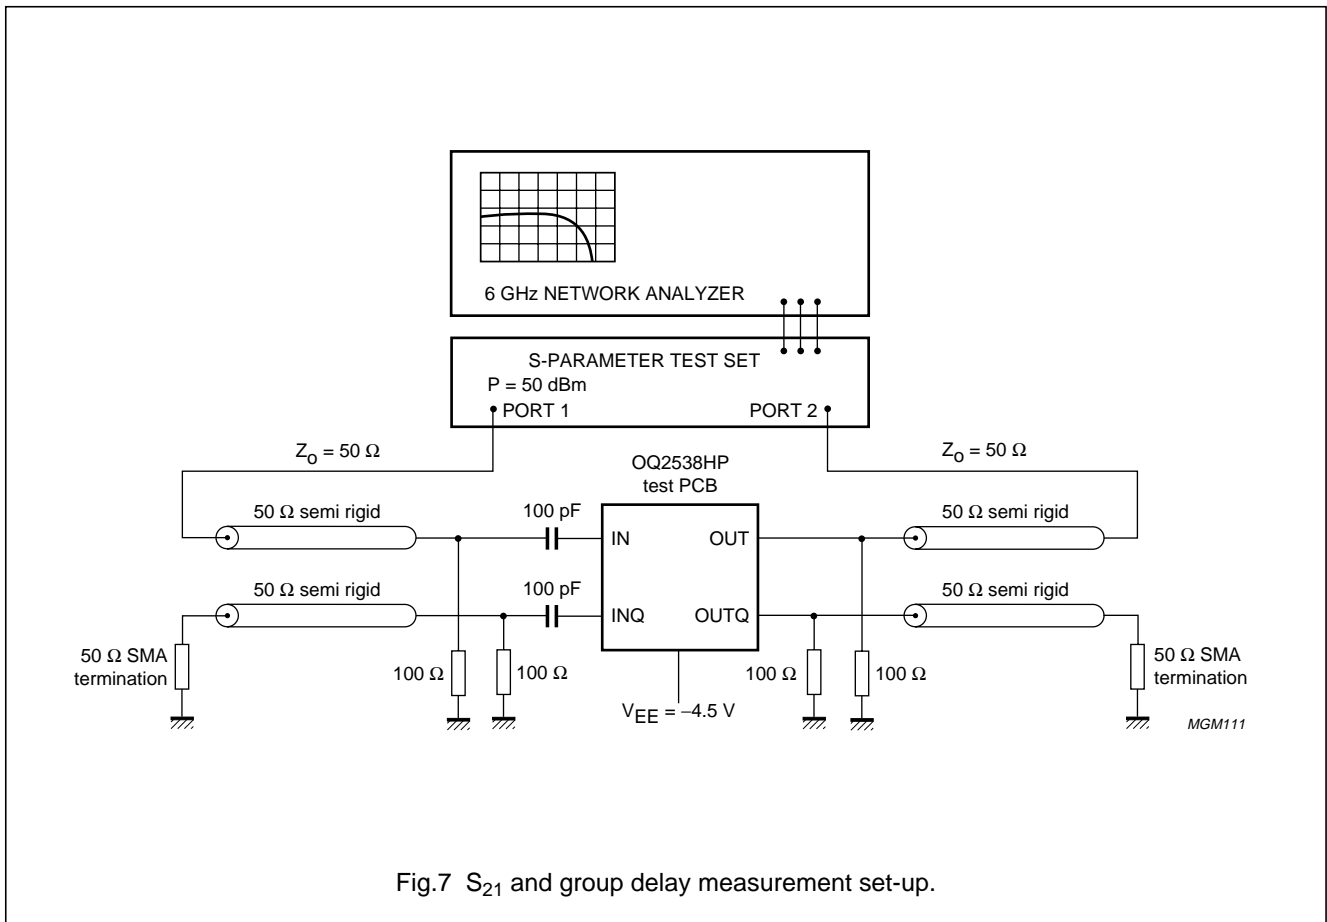 6 GHz NETWORK ANALYZER
S-PARAMETER TEST SET
P = 50 dBm
PORT 1
PORT 2
Zo = 50 Ω
Zo = 50 Ω
OQ2538HP
test PCB
50 Ω semi rigid
100 pF
IN
OUT
50 Ω semi rigid
50 Ω semi rigid
100 pF
INQ
OUTQ
50 Ω semi rigid
50 Ω SMA
termination
100 Ω
100 Ω
100 Ω
100 Ω
50 Ω SMA
termination
VEE = −4.5 V
MGM111
Fig.7 S21 and group delay measurement set-up.